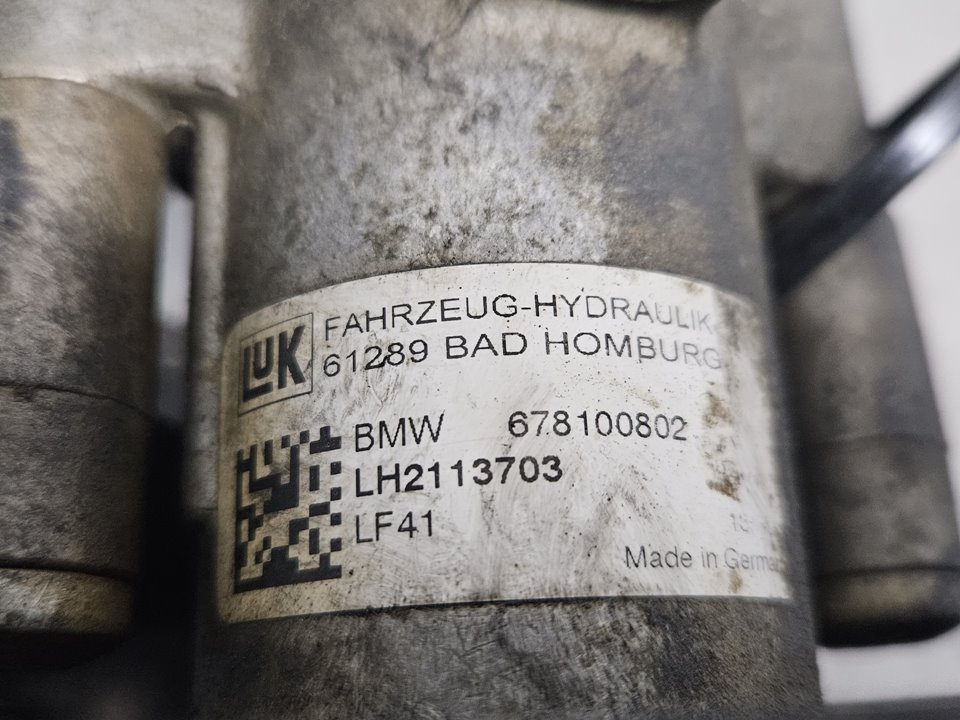 LUK
FAHRZEUG-HYDRAULIK
61289 BAD HOMBURG
BMW 678100802
LH2113703
LF41
Made in